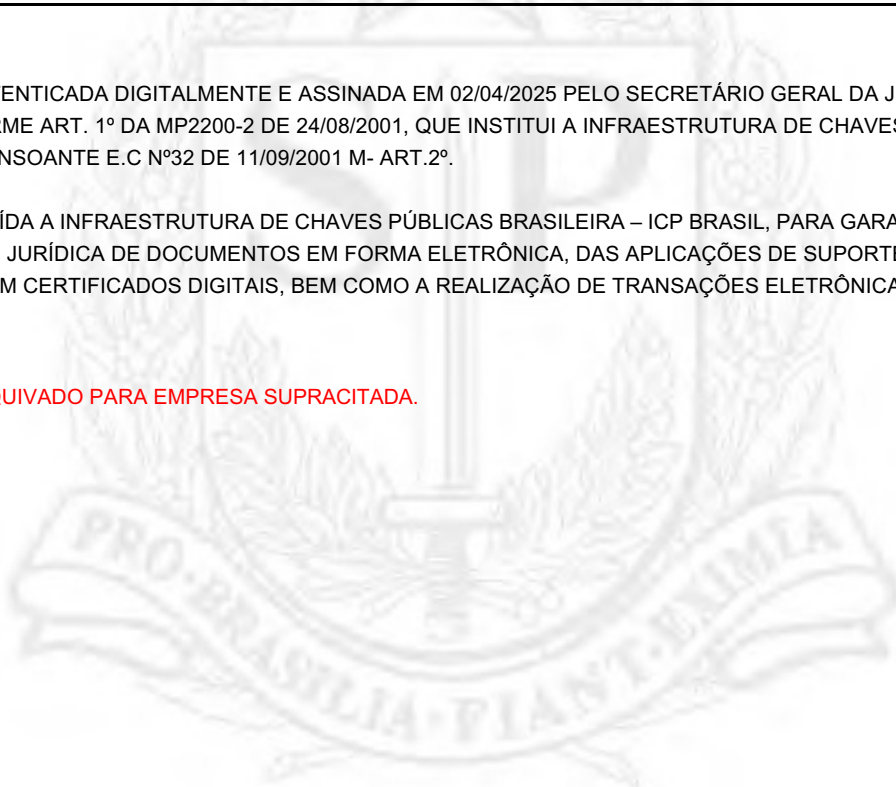 ENTICADA DIGITALMENTE E ASSINADA EM 02/04/2025 PELO SECRETÁRIO GERAL DA J
RME ART. 1º DA MP2200-2 DE 24/08/2001, QUE INSTITUI A INFRAESTRUTURA DE CHAVES
NSOANTE E.C Nº32 DE 11/09/2001 M- ART.2º.
ÍDA A INFRAESTRUTURA DE CHAVES PÚBLICAS BRASILEIRA – ICP BRASIL, PARA GARA
JURÍDICA DE DOCUMENTOS EM FORMA ELETRÔNICA, DAS APLICAÇÕES DE SUPORTE
M CERTIFICADOS DIGITAIS, BEM COMO A REALIZAÇÃO DE TRANSAÇÕES ELETRÔNICA
QUIVADO PARA EMPRESA SUPRACITADA.
SP
PRO·BRASILIA·FIANT·EXIMIA